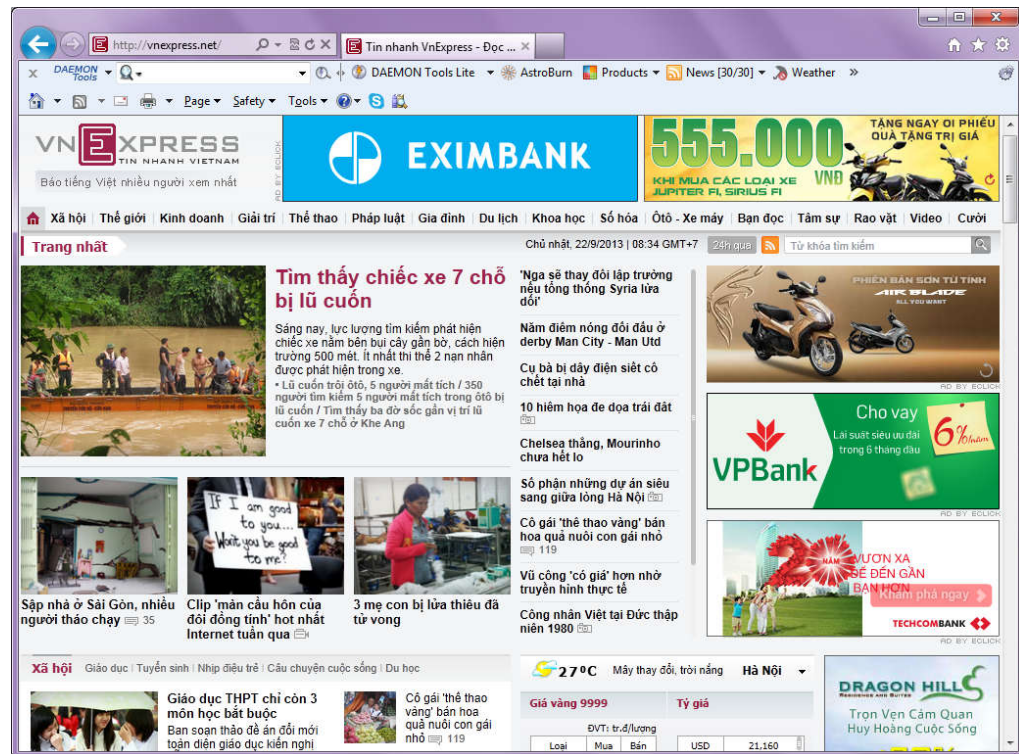 http://vnexpress.net/
Tin nhanh VnExpress - Đọc ...
DAEMON Tools
DAEMON Tools Lite
AstroBurn
Products
News [30/30]
Weather
»
Page
Safety
Tools
VNEXPRESS
TIN NHANH VIETNAM
Báo tiếng Việt nhiều người xem nhất
AD BY ECLICK
EXIMBANK
555.000 VNĐ
KHI MUA CÁC LOẠI XE
JUPITER FI, SIRIUS FI
TẶNG NGAY 01 PHIẾU
QUÀ TẶNG TRỊ GIÁ
Xã hội
Thế giới
Kinh doanh
Giải trí
Thể thao
Pháp luật
Gia đình
Du lịch
Khoa học
Số hóa
Ôtô - Xe máy
Bạn đọc
Tâm sự
Rao vặt
Video
Cười
Trang nhất
Chủ nhật, 22/9/2013 | 08:34 GMT+7
24h qua
Từ khóa tìm kiếm
Tìm thấy chiếc xe 7 chỗ
bị lũ cuốn
Sáng nay, lực lượng tìm kiếm phát hiện
chiếc xe nằm bên bụi cây gần bờ, cách hiện
trường 500 mét. Ít nhất thi thể 2 nạn nhân
được phát hiện trong xe.
• Lũ cuốn trôi ôtô, 5 người mất tích / 350
người tìm kiếm 5 người mất tích trong ôtô bị
lũ cuốn / Tìm thấy ba đờ sốc gần vị trí lũ
cuốn xe 7 chỗ ở Khe Ang
'Nga sẽ thay đổi lập trường
nếu tổng thống Syria lừa
dối'
Năm điểm nóng đối đầu ở
derby Man City - Man Utd
Cụ bà bị dây điện siết cổ
chết tại nhà
10 hiểm họa đe dọa trái đất
Chelsea thắng, Mourinho
chưa hết lo
Số phận những dự án siêu
sang giữa lòng Hà Nội
Cô gái 'thể thao vàng' bán
hoa quả nuôi con gái nhỏ
119
Vũ công 'có giá' hơn nhờ
truyền hình thực tế
Công nhân Việt tại Đức thập
niên 1980
PHIÊN BẢN SƠN TỪ TÍNH
AIR BLADE
ALL YOU WANT
AD BY ECLICK
VPBank
Cho vay
Lãi suất siêu ưu đãi
trong 6 tháng đầu
6%/năm
AD BY ECLICK
20 NĂM
VƯƠN XA
ĐỂ ĐẾN GẦN
BẠN HƠN
Khám phá ngay
TECHCOMBANK
AD BY ECLICK
If I am good
to you...
Won't you be good
to me?
Sập nhà ở Sài Gòn, nhiều
người tháo chạy 35
Clip 'màn cầu hôn của
đôi đồng tính' hot nhất
Internet tuần qua
3 mẹ con bị lửa thiêu đã
tử vong
Xã hội
Giáo dục
Tuyển sinh
Nhịp điệu trẻ
Câu chuyện cuộc sống
Du học
Giáo dục THPT chỉ còn 3
môn học bắt buộc
Ban soạn thảo đề án đổi mới
toàn diện giáo dục kiến nghị
Cô gái 'thể thao
vàng' bán hoa
quả nuôi con gái
nhỏ 119
27°C
Mây thay đổi, trời nắng
Hà Nội
Giá vàng 9999
Tỷ giá
ĐVT: tr.đ/lượng
Loại
Mua
Bán
USD
21.160
DRAGON HILL
RESIDENCE AND SUITES
Trọn Vẹn Cảm Quan
Huy Hoàng Cuộc Sống